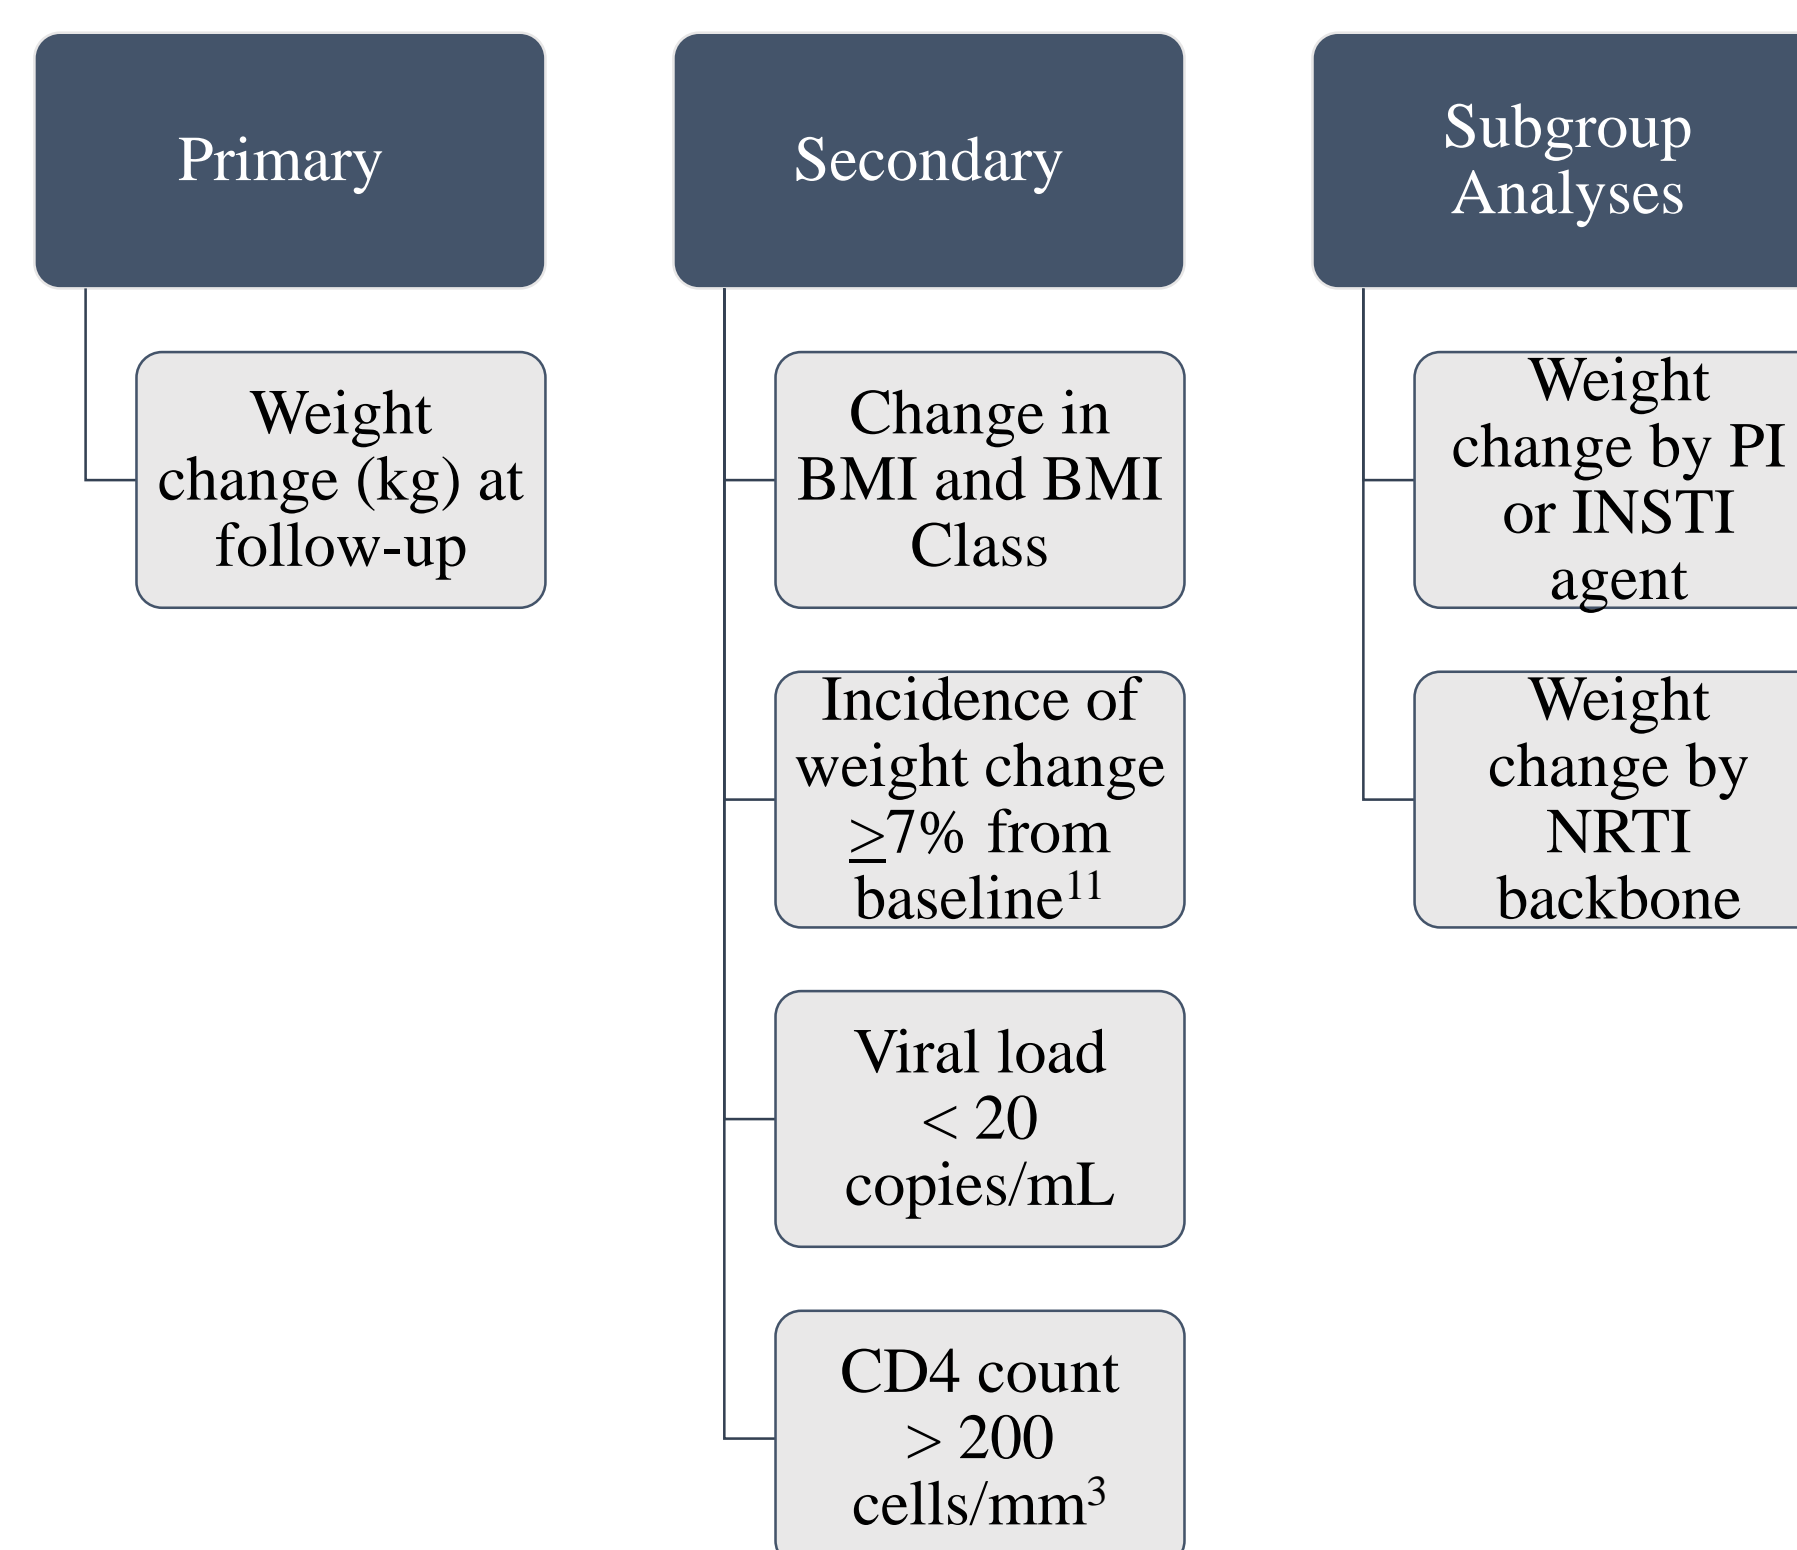 Primary
Weight
change (kg) at
follow-up
Secondary
Change in
BMI and BMI
Class
Incidence of
weight change
≥7% from
baseline¹¹
Viral load
< 20
copies/mL
CD4 count
> 200
cells/mm³
Subgroup
Analyses
Weight
change by PI
or INSTI
agent
Weight
change by
NRTI
backbone